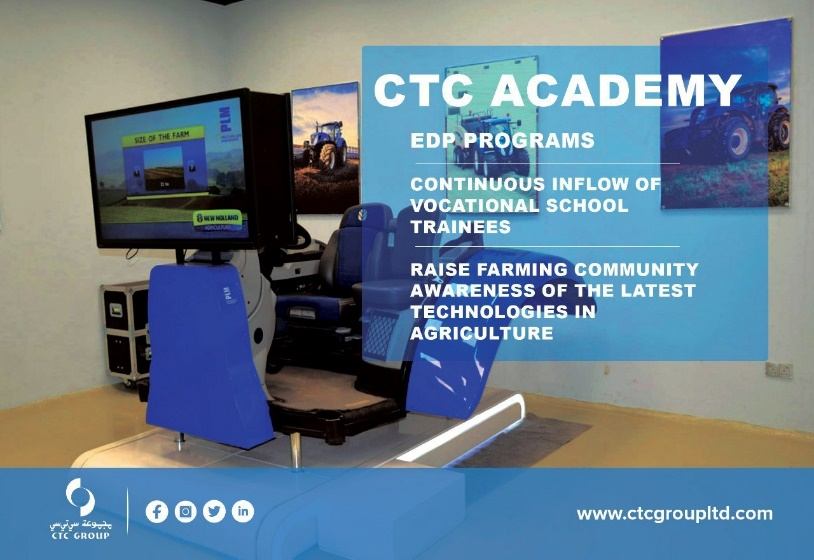 CTC ACADEMY
EDP PROGRAMS
CONTINUOUS INFLOW OF
VOCATIONAL SCHOOL
TRAINEES
RAISE FARMING COMMUNITY
AWARENESS OF THE LATEST
TECHNOLOGIES IN
AGRICULTURE
SIZE OF THE FARM
PLM
NEW HOLLAND
AGRICULTURE
PLM
مجموعة سي تي سي
CTC GROUP
www.ctcgroupltd.com